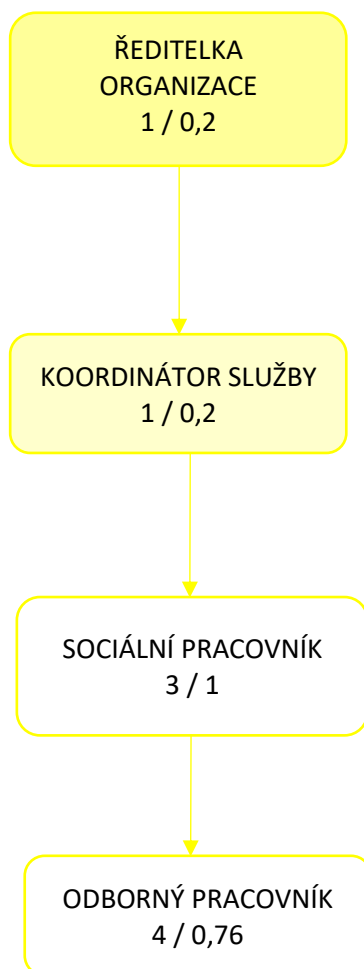 ŘEDITELKA
ORGANIZACE
1 / 0,2
KOORDINÁTOR SLUŽBY
1 / 0,2
SOCIÁLNÍ PRACOVNÍK
3 / 1
ODBORNÝ PRACOVNÍK
4 / 0,76